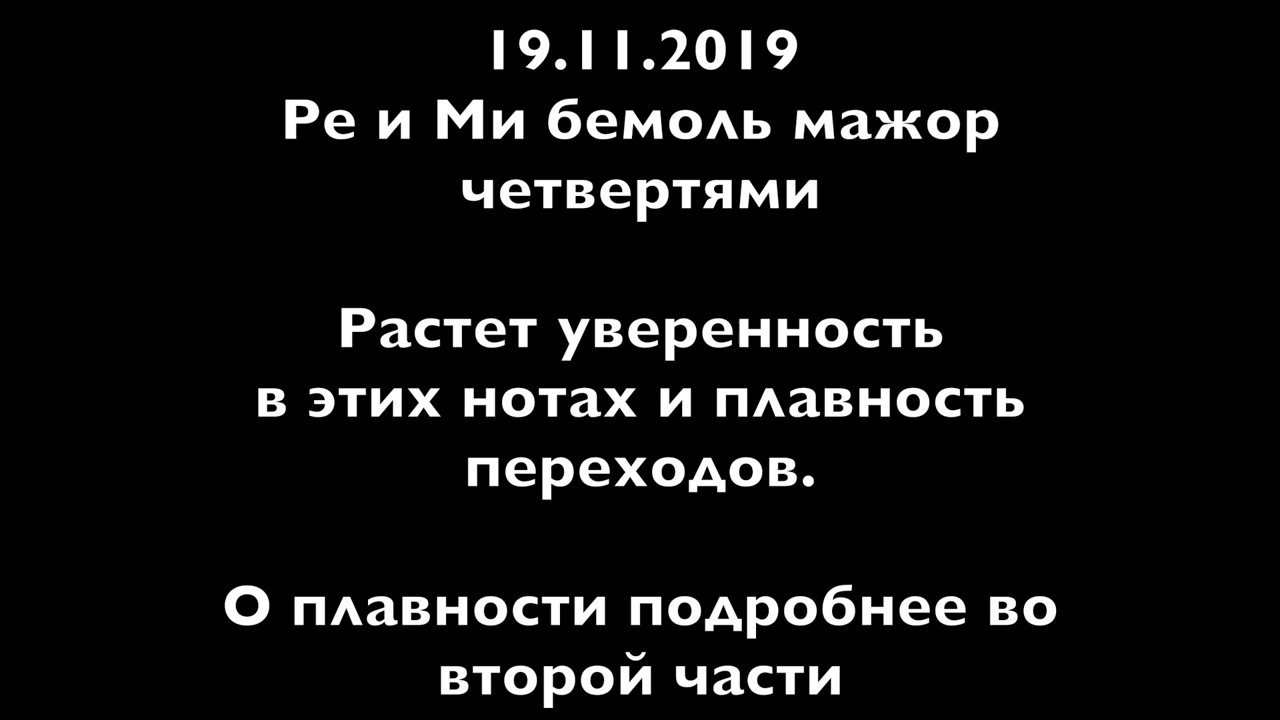 19.11.2019
Ре и Ми бемоль мажор
четвертями
Растет уверенность
в этих нотах и плавность
переходов.
О плавности подробнее во
второй части